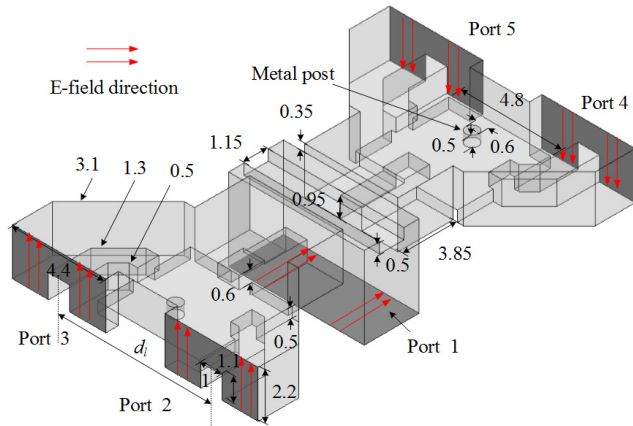 Port 5
E-field direction
Metal post
4.8
Port 4
0.35
1.15
0.5
0.6
3.1
1.3
0.5
0.95
4.4
0.5
3.85
0.6
Port 3
0.5
Port 1
d_l
1.1
1
2.2
Port 2